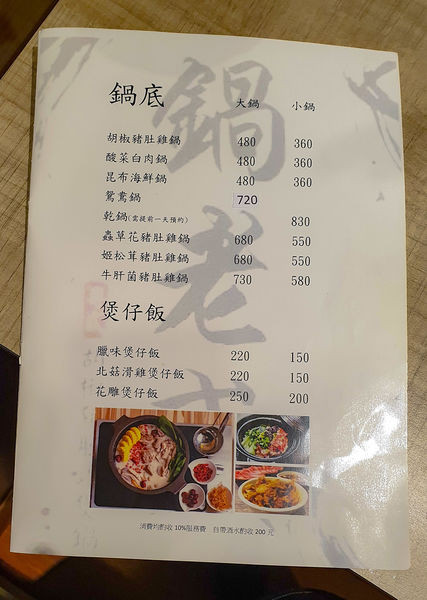 鍋底 大鍋 小鍋
胡椒豬肚雞鍋 480 360
酸菜白肉鍋 480 360
昆布海鮮鍋 480 360
鴛鴦鍋 720
乾鍋(需提前一天預約) 830
蟲草花豬肚雞鍋 680 550
姬松茸豬肚雞鍋 680 550
牛肝菌豬肚雞鍋 730 580
煲仔飯
臘味煲仔飯 220 150
北菇滑雞煲仔飯 220 150
花雕煲仔飯 250 200
消費均酌收 10%服務費 自帶酒水酌收 200 元
鍋老